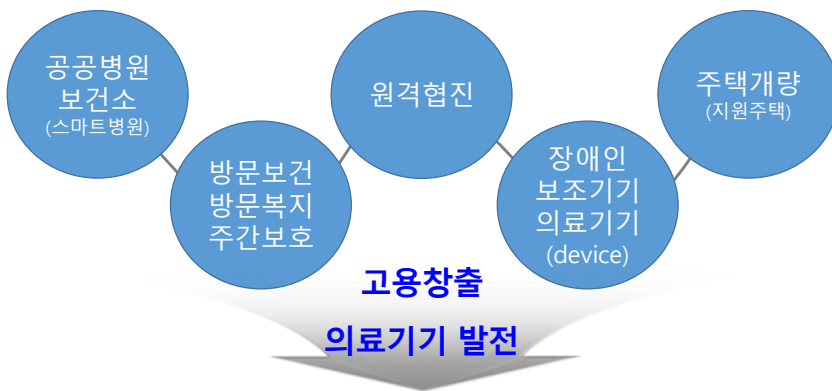 공공병원
보건소
(스마트병원)
방문보건
방문복지
주간보호
원격협진
장애인
보조기기
의료기기
(device)
주택개량
(지원주택)
고용창출
의료기기 발전